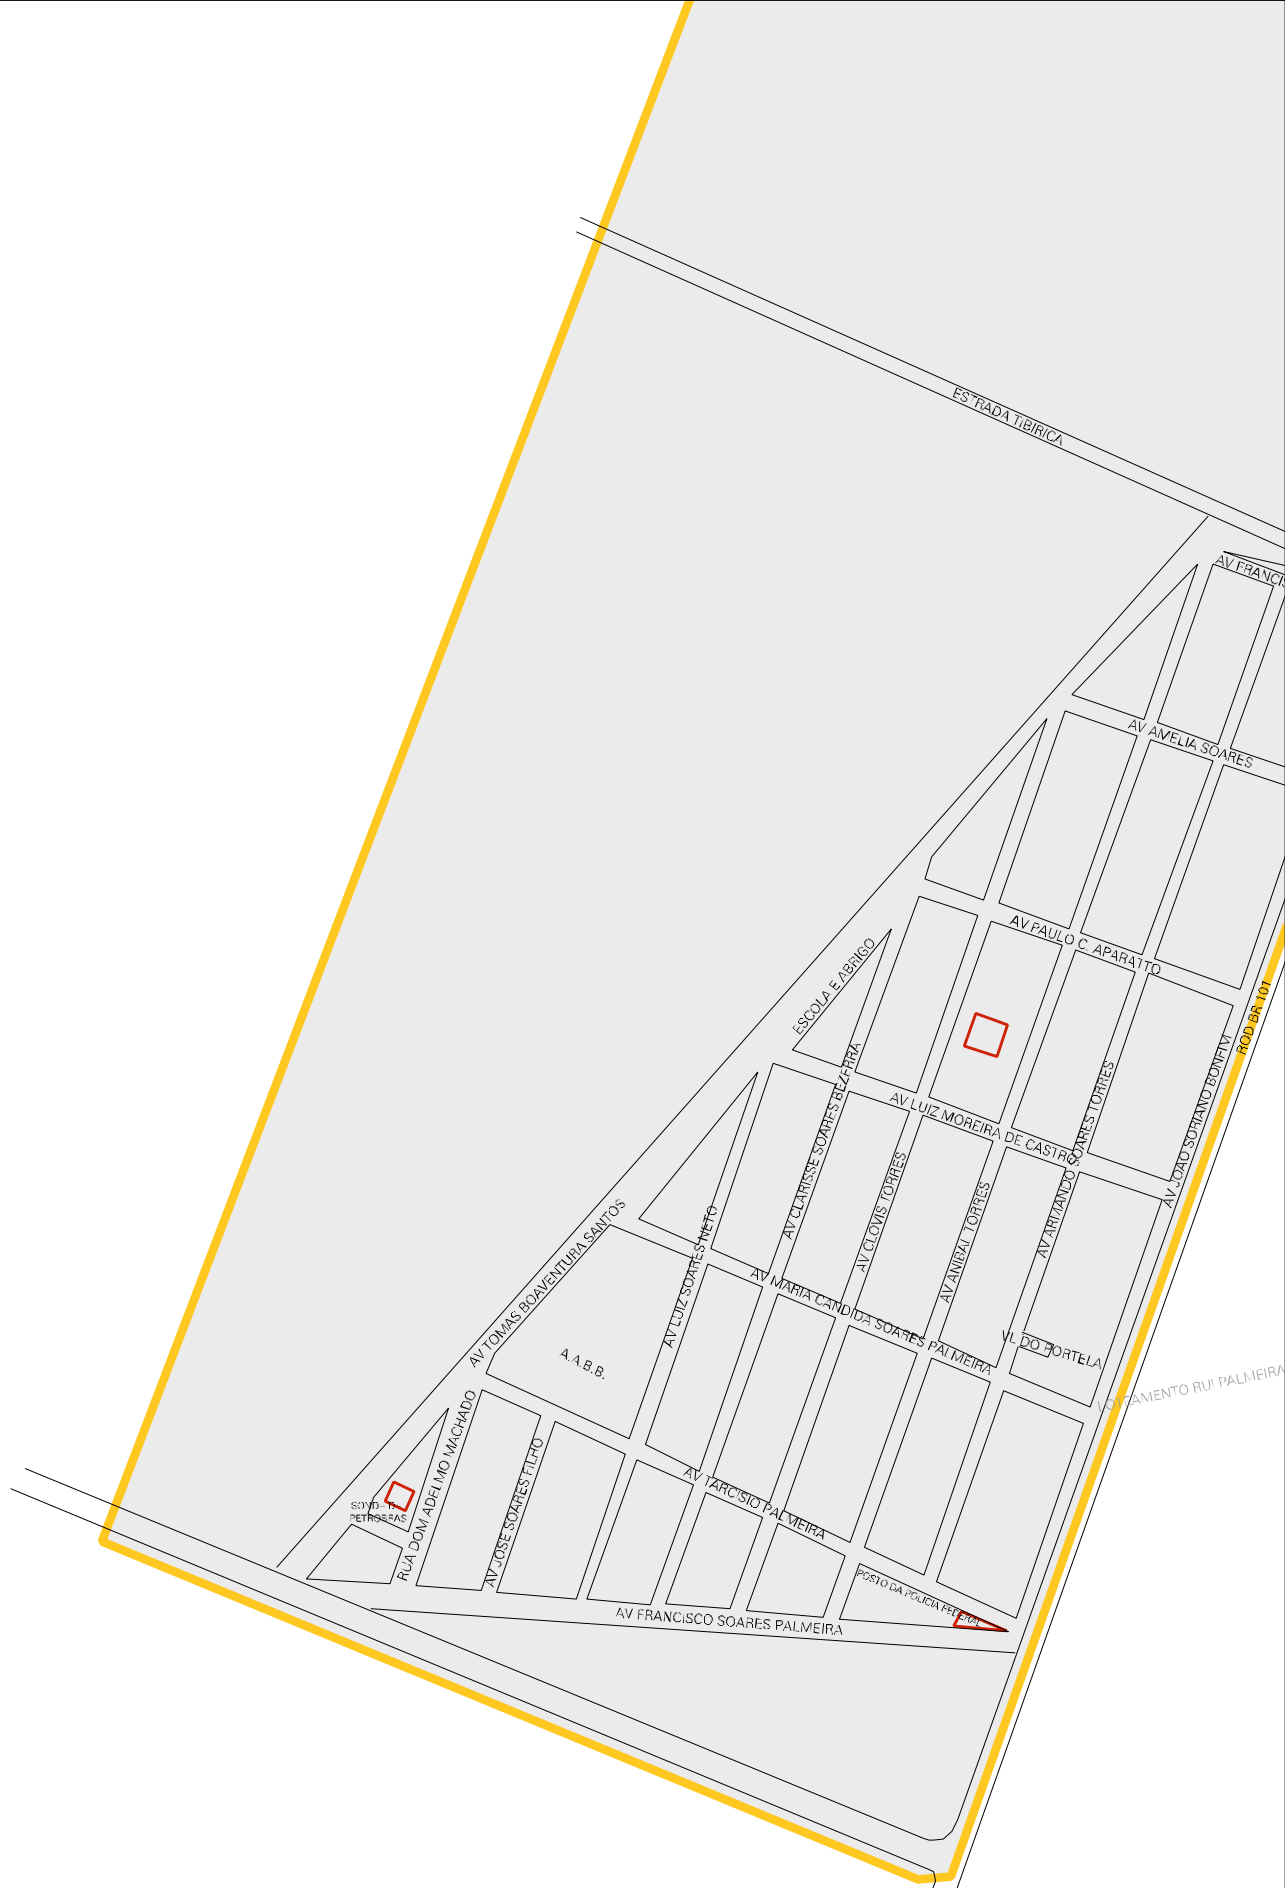 ESTRADA TIBIRICA
AV FRANCIS
AV AMELIA SOARES
AV PAULO C. APARATTO
ESCOLA E ABRIGO
ROD BR 101
AV JOAO SORIANO BONFIVI
AV CLARISSE SOARES BEZERRA
AV LUIZ MOREIRA DE CASTRO
AV ARMANDO SOARES TORRES
AV CLOVIS TORRES
AV ANIBAL TORRES
AV LUIZ SOARES NETO
AV TOMAS BOAVENTURA SANTOS
AV MARIA CANDIDA SOARES PALMEIRA
VL DO PORTELA
A.A.B.B.
LOTEAMENTO RUI PALMEIRA
RUA DOM ADELMO MACHADO
AV JOSE SOARES FILHO
AV TARCISIO PALMEIRA
PETROBRAS
POSTO DA POLICIA FEDERAL
AV FRANCISCO SOARES PALMEIRA